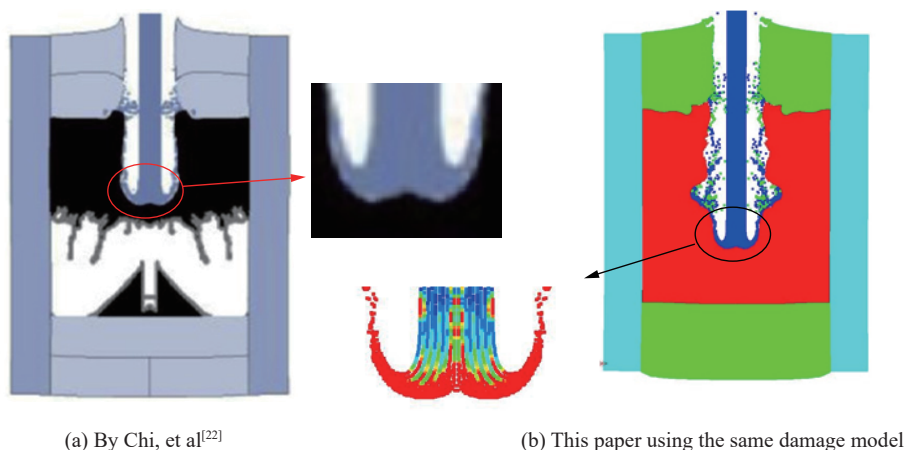 (a) By Chi, et al[22]
(b) This paper using the same damage model